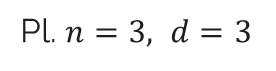 Pl. n = 3, d = 3